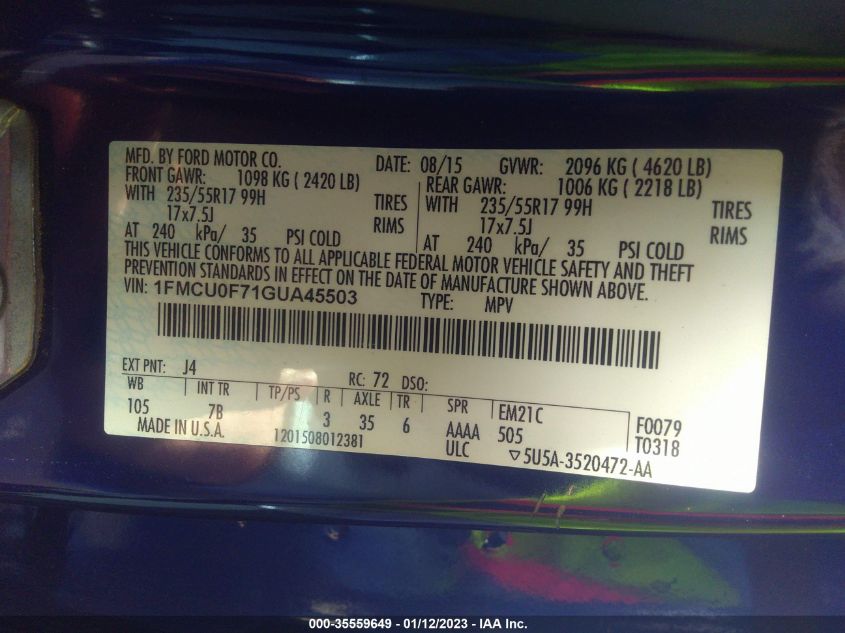 MFD. BY FORD MOTOR CO. DATE: 08/15 GVWR: 2096 KG ( 4620 LB)
FRONT GAWR: 1098 KG ( 2420 LB) REAR GAWR: 1006 KG ( 2218 LB)
WITH 235/55R17 99H TIRES WITH 235/55R17 99H TIRES
17x7.5J RIMS 17x7.5J RIMS
AT 240 kPa/ 35 PSI COLD AT 240 kPa/ 35 PSI COLD
THIS VEHICLE CONFORMS TO ALL APPLICABLE FEDERAL MOTOR VEHICLE SAFETY AND THEFT
PREVENTION STANDARDS IN EFFECT ON THE DATE OF MANUFACTURE SHOWN ABOVE.
VIN: 1FMCU0F71GUA45503 TYPE: MPV
EXT PNT: J4 RC: 72 DSO:
WB INT TR TP/PS R AXLE TR SPR EM21C F0079
105 7B 3 35 6 AAAA 505 T0318
MADE IN U.S.A. 1201508012381 ULC ▽5U5A-3520472-AA
000-35559649 | 01/12/2023 | © IAA Inc.